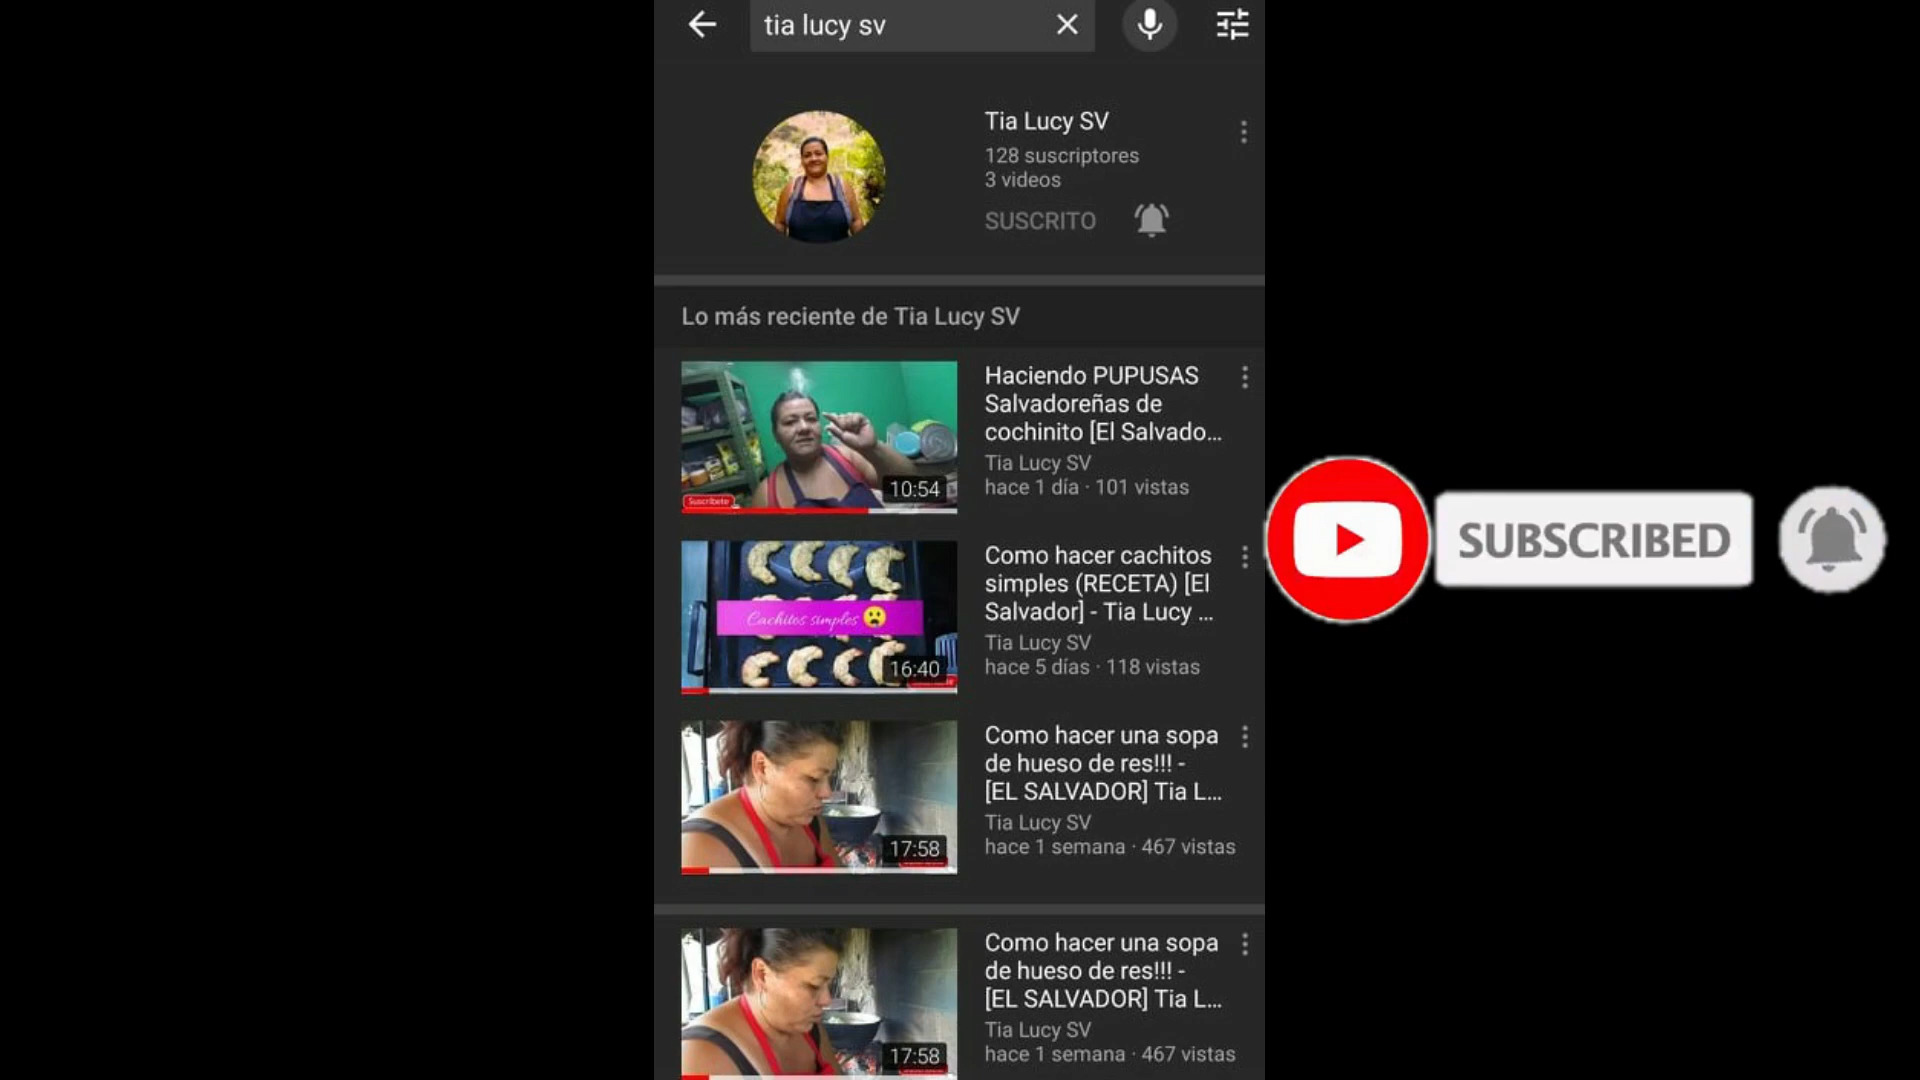 tia lucy sv
Tia Lucy SV
128 suscriptores
3 videos
SUSCRITO
Lo más reciente de Tia Lucy SV
Haciendo PUPUSAS
Salvadoreñas de
cochinito [El Salvado...
Tia Lucy SV
hace 1 día · 101 vistas
10:54
Suscríbete
Como hacer cachitos
simples (RECETA) [El
Salvador] - Tia Lucy ...
Tia Lucy SV
hace 5 días · 118 vistas
Cachitos simples
16:40
SUBSCRIBED
Como hacer una sopa
de hueso de res!!! -
[EL SALVADOR] Tia L...
Tia Lucy SV
hace 1 semana · 467 vistas
17:58
Como hacer una sopa
de hueso de res!!! -
[EL SALVADOR] Tia L...
Tia Lucy SV
hace 1 semana · 467 vistas
17:58